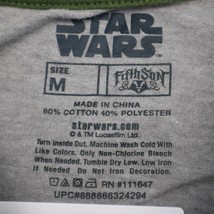 STAR
WARS
SIZE
M
FIFTH SUN
MADE IN CHINA
60% COTTON 40% POLYESTER
starwars.com
© & ™ Lucasfilm Ltd.
Turn Inside Out. Machine Wash Cold With
Like Colors. Only Non-Chlorine Bleach
When Needed. Tumble Dry Low. Low Iron
If Needed Do Not Iron Decoration.
RN #111647
UPC#888886324294